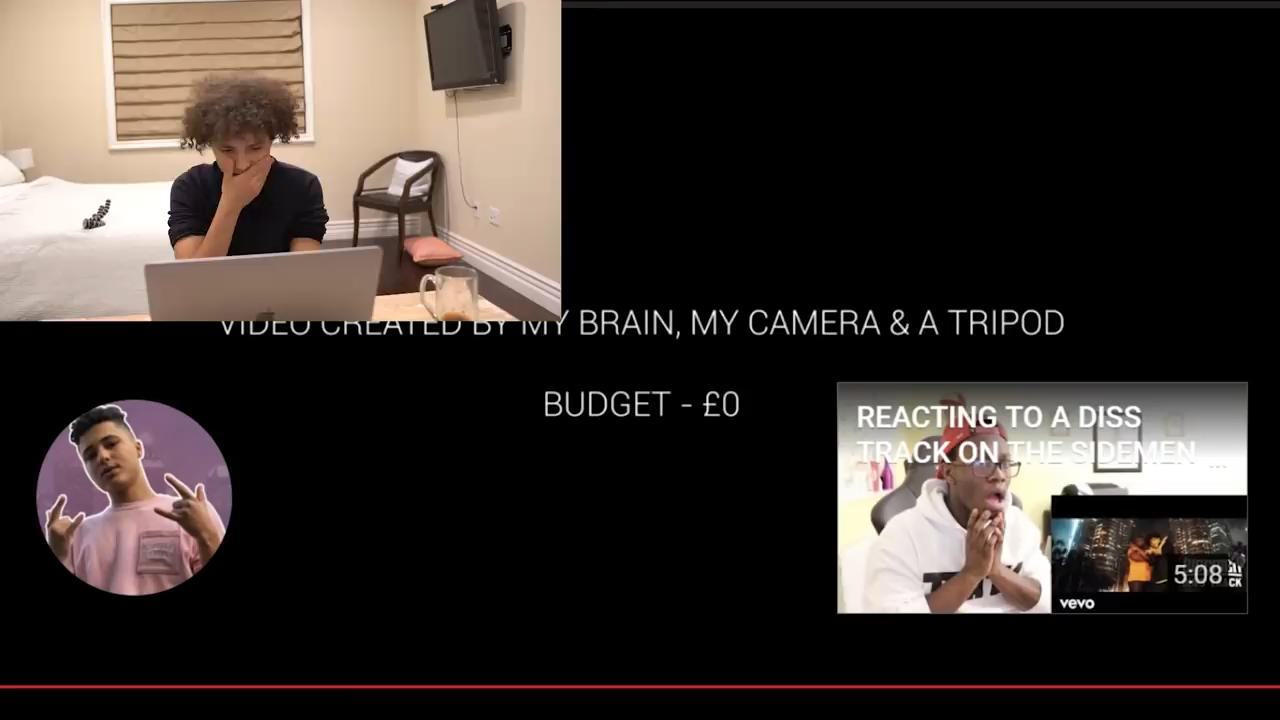 VIDEO CREATED BY MY BRAIN, MY CAMERA & A TRIPOD
BUDGET - £0
REACTING TO A DISS
TRACK ON THE SIDEMEN ...
5:08
vevo